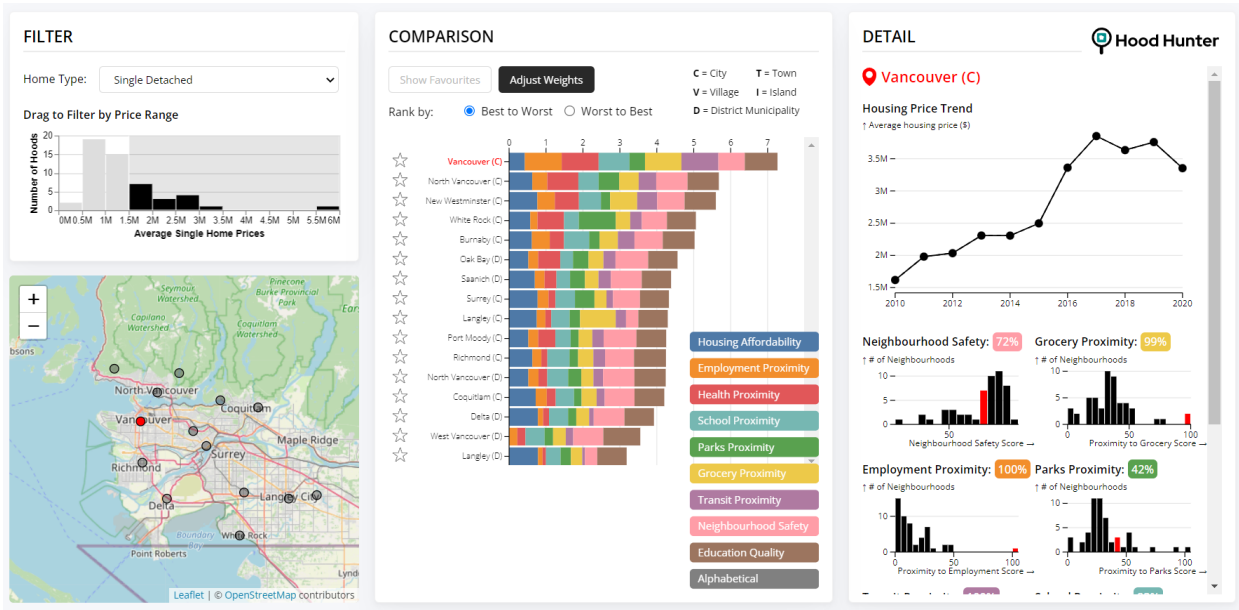 FILTER
Home Type:
Single Detached
Drag to Filter by Price Range
Number of Hoods
20
15
10
5
0
0M 0.5M 1M 1.5M 2M 2.5M 3M 3.5M 4M 4.5M 5M 5.5M 6M
Average Single Home Prices
+
−
Seymour
Watershed
Pinecone
Burke Provincial
Park
Capilano
Watershed
Coquitlam
Watershed
North Vancouver
Vancouver
Coquitlam
Maple Ridge
Richmond
Surrey
Delta
Langley City
Boundary
Bay
White Rock
Point Roberts
Leaflet | © OpenStreetMap contributors
COMPARISON
Show Favourites
Adjust Weights
C = City T = Town
V = Village I = Island
D = District Municipality
Rank by:
Best to Worst
Worst to Best
0 1 2 3 4 5 6 7
Vancouver (C)
North Vancouver (C)
New Westminster (C)
White Rock (C)
Burnaby (C)
Oak Bay (D)
Saanich (D)
Surrey (C)
Langley (C)
Port Moody (C)
Richmond (C)
North Vancouver (D)
Coquitlam (C)
Delta (D)
West Vancouver (D)
Langley (D)
Housing Affordability
Employment Proximity
Health Proximity
School Proximity
Parks Proximity
Grocery Proximity
Transit Proximity
Neighbourhood Safety
Education Quality
Alphabetical
DETAIL
Hood Hunter
Vancouver (C)
Housing Price Trend
↑ Average housing price ($)
3.5M
3M
2.5M
2M
1.5M
2010 2012 2014 2016 2018 2020
Neighbourhood Safety: 72%
↑ # of Neighbourhoods
10
5
0
50
Neighbourhood Safety Score →
Grocery Proximity: 99%
↑ # of Neighbourhoods
10
5
0
0 50 100
Proximity to Grocery Score →
Employment Proximity: 100%
↑ # of Neighbourhoods
10
0
0 50 100
Proximity to Employment Score →
Parks Proximity: 42%
↑ # of Neighbourhoods
10
5
0
0 50 100
Proximity to Parks Score →